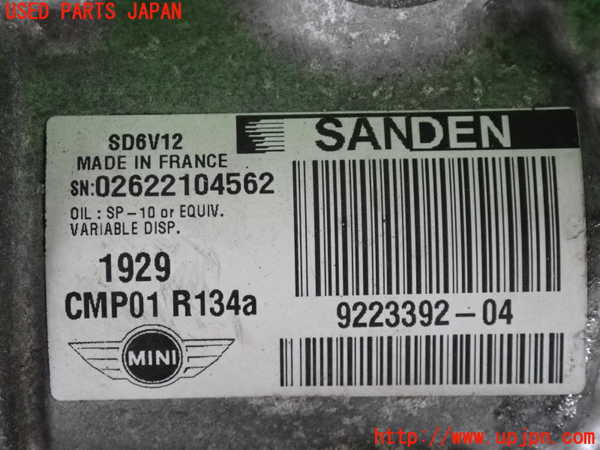 USED PARTS JAPAN
SD6V12
SANDEN
MADE IN FRANCE
SN:02622104562
OIL : SP-10 or EQUIV.
VARIABLE DISP.
1929
CMP01 R134a
9223392-04
MINI
http://www.upjpn.com/